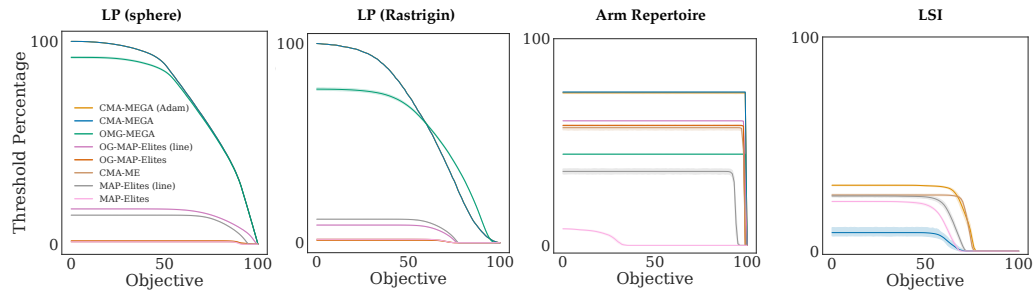 LP (sphere)
LP (Rastrigin)
Arm Repertoire
LSI
Threshold Percentage
100
0
CMA-MEGA (Adam)
CMA-MEGA
OMG-MEGA
OG-MAP-Elites (line)
OG-MAP-Elites
CMA-ME
MAP-Elites (line)
MAP-Elites
0
50
100
Objective
100
0
0
50
100
Objective
100
0
0
50
100
Objective
100
0
0
50
100
Objective